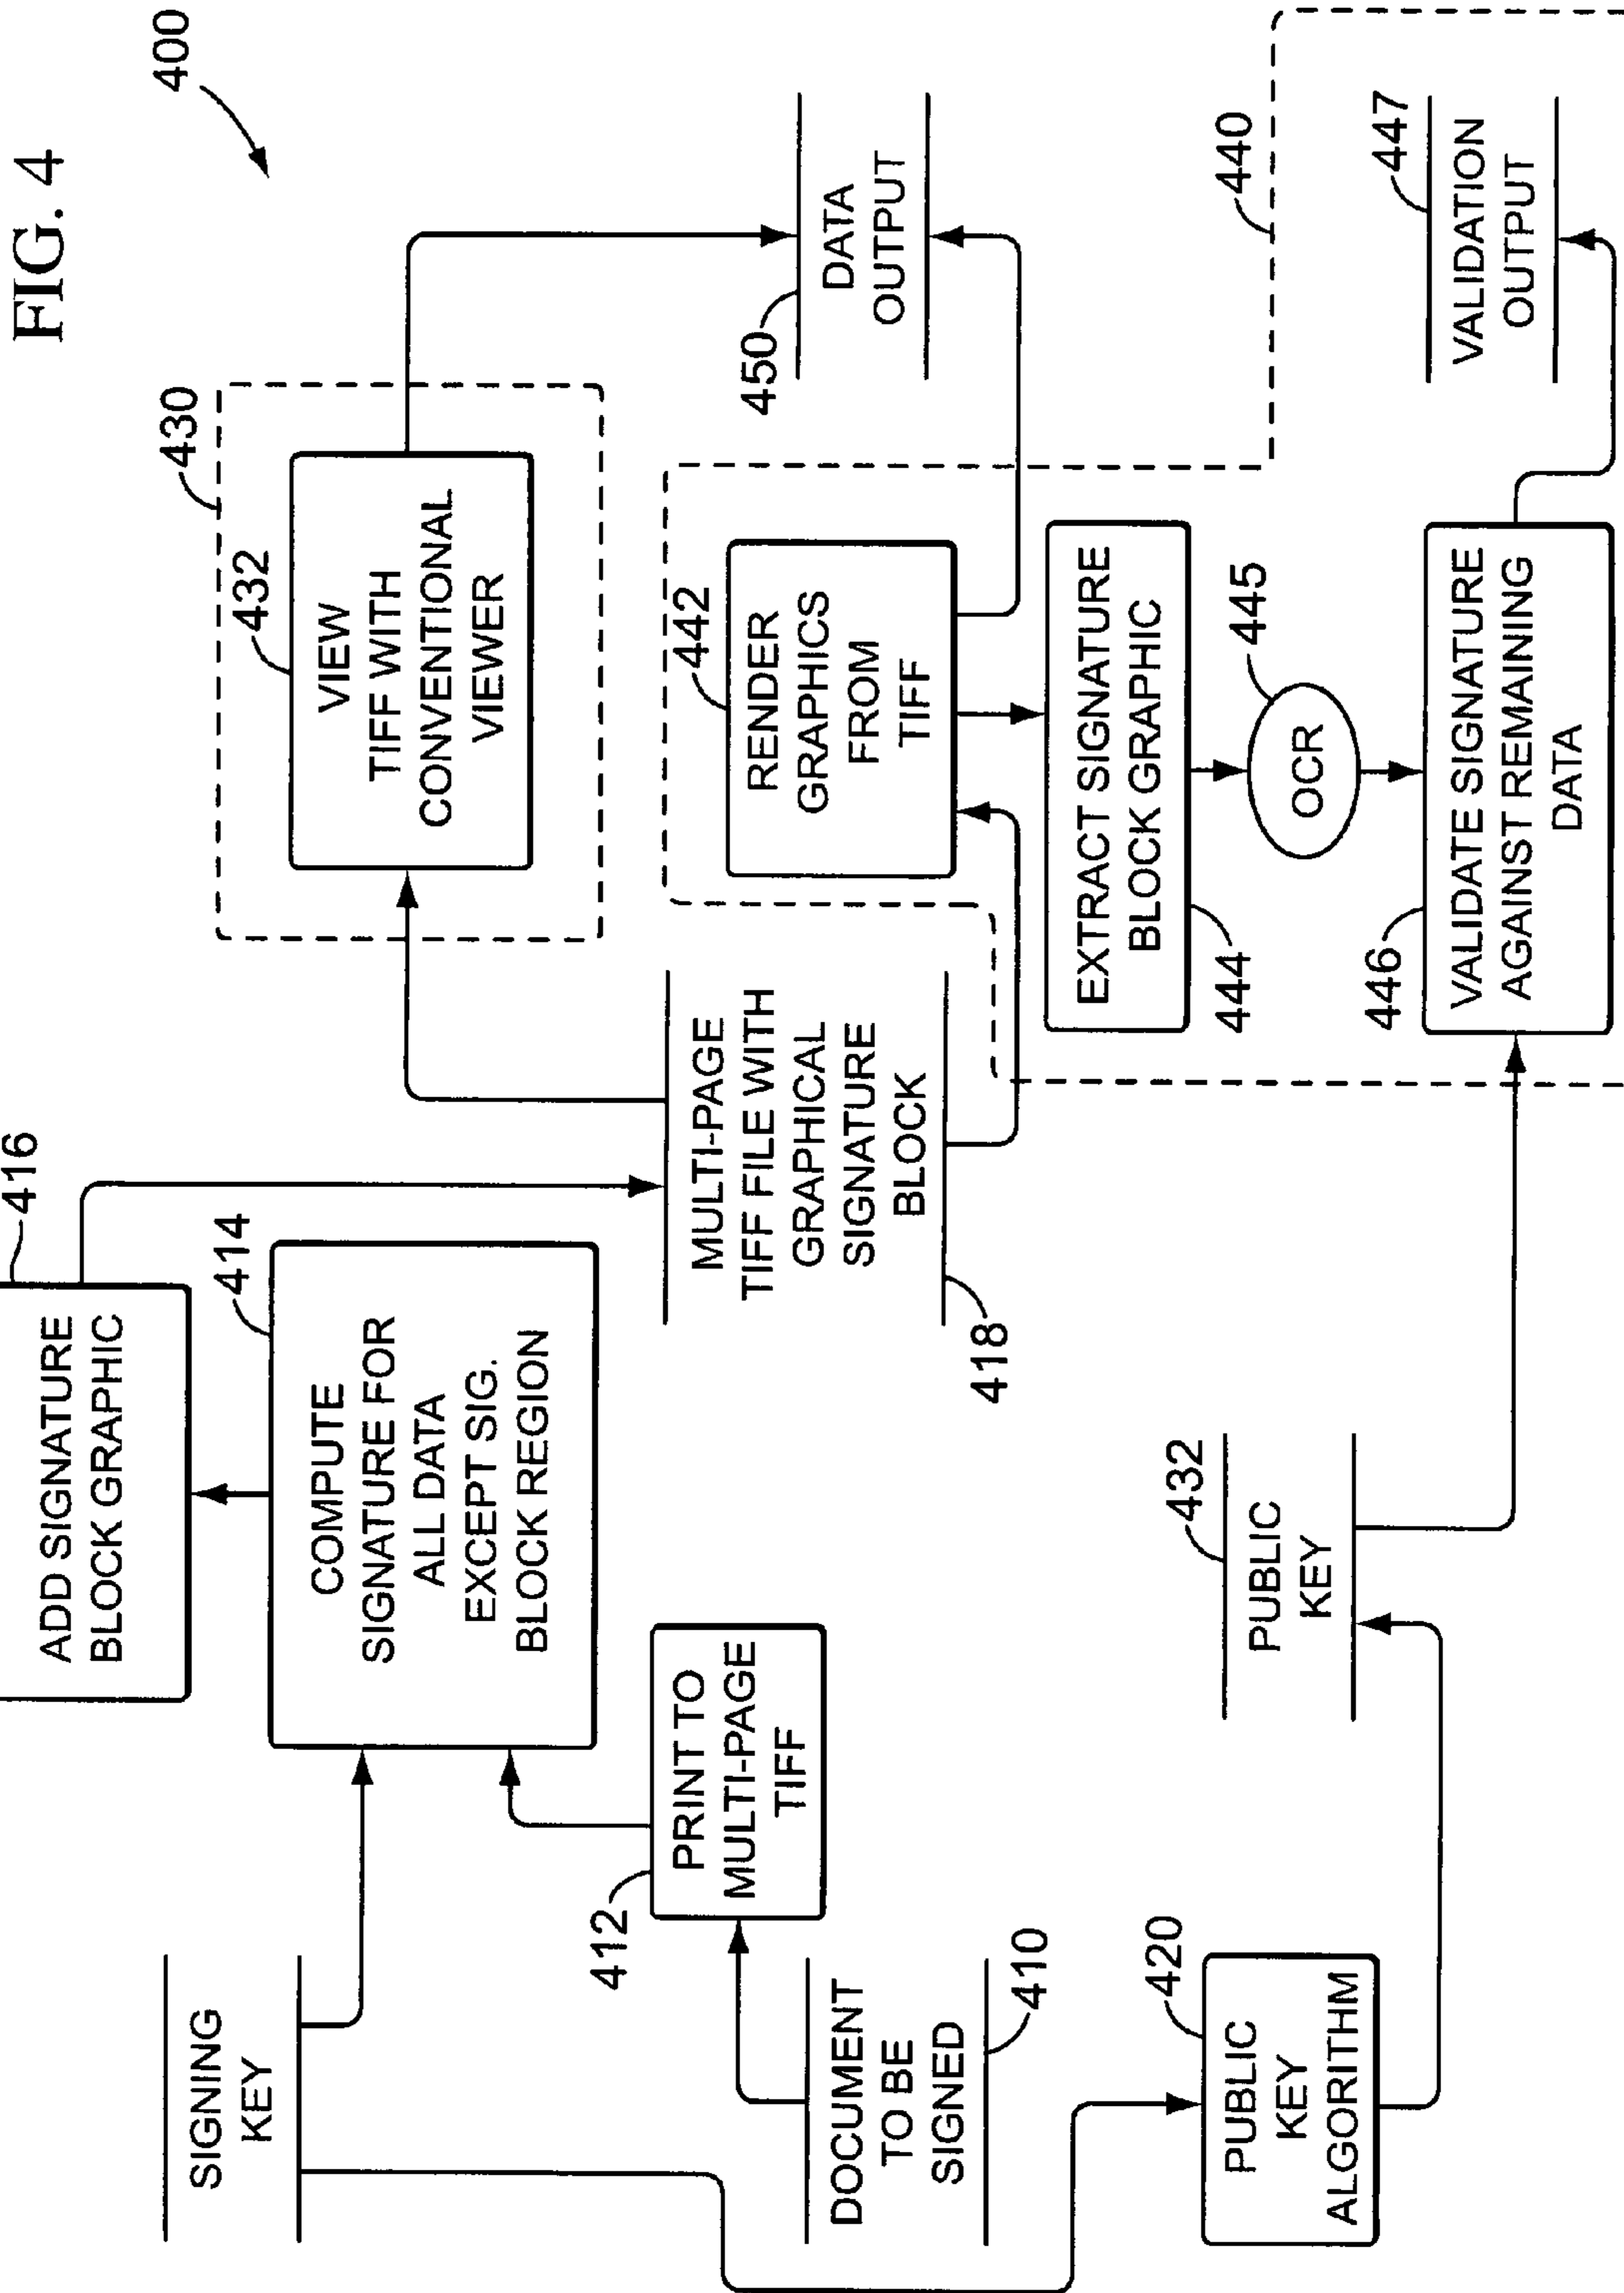 FIG. 4
400
416
ADD SIGNATURE
BLOCK GRAPHIC
SIGNING
KEY
414
COMPUTE
SIGNATURE FOR
ALL DATA
EXCEPT SIG.
BLOCK REGION
412
PRINT TO
MULTI-PAGE
TIFF
DOCUMENT
TO BE
SIGNED
410
420
PUBLIC
KEY
ALGORITHM
432
PUBLIC
KEY
MULTI-PAGE
TIFF FILE WITH
GRAPHICAL
SIGNATURE
BLOCK
418
430
432
VIEW
TIFF WITH
CONVENTIONAL
VIEWER
450
DATA
OUTPUT
440
442
RENDER
GRAPHICS
FROM
TIFF
EXTRACT SIGNATURE
BLOCK GRAPHIC
444
OCR
445
446
VALIDATE SIGNATURE
AGAINST REMAINING
DATA
447
VALIDATION
OUTPUT